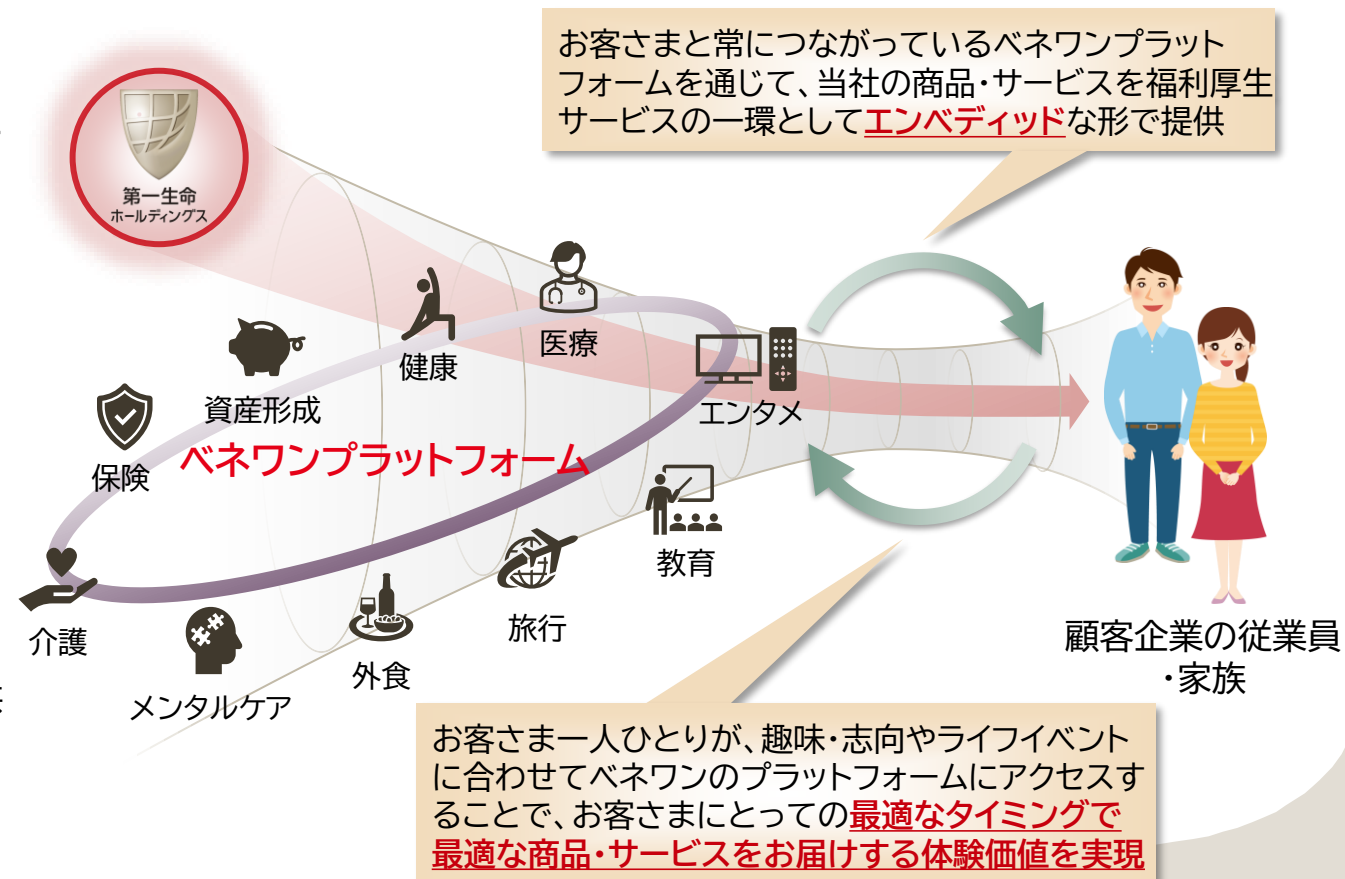 お客さまと常につながっているベネワンプラット
フォームを通じて、当社の商品・サービスを福利厚生
サービスの一環としてエンベディッドな形で提供
第一生命
ホールディングス
医療
健康
エンタメ
資産形成
ベネワンプラットフォーム
保険
教育
旅行
介護
外食
メンタルケア
顧客企業の従業員
・家族
お客さま一人ひとりが、趣味・志向やライフイベント
に合わせてベネワンのプラットフォームにアクセスす
ることで、お客さまにとっての最適なタイミングで
最適な商品・サービスをお届けする体験価値を実現